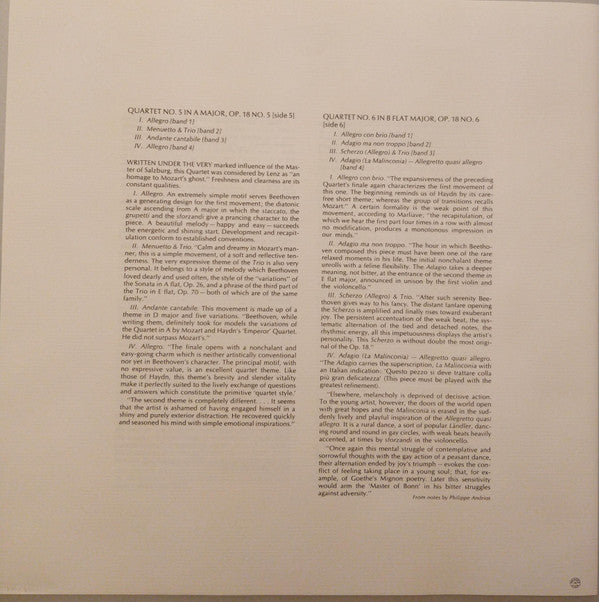 QUARTET NO. 5 IN A MAJOR, OP. 18 NO. 5 [side 5]
I. Allegro [band 1]
II. Menuetto & Trio [band 2]
III. Andante cantabile (band 3]
IV. Allegro [band 4]
WRITTEN UNDER THE VERY marked influence of the Mas-
ter of Salzburg, this Quartet was considered by Lenz as "an
homage to Mozart's ghost." Freshness and clearness are its
constant qualities.
I. Allegro. An extremely simple motif serves Beethoven
as a generating design for the first movement; the diatonic
scale ascending from A major in which the staccato, the
grupetti and the sforzandi give a prancing character to the
piece. A beautiful melody — happy and easy — succeeds
the energetic and shining start. Development and recapit-
ulation conform to established conventions.
II. Menuetto & Trio. "Calm and dreamy in Mozart's man-
ner, this is a simple movement, of a soft and reflective ten-
derness. The very expressive theme of the Trio is also very
personal. It belongs to a style of melody which Beethoven
loved dearly and used often, the style of the "variations" of
the Sonata in A flat, Op. 26, and a phrase of the third part of
the Trio in E flat, Op. 70 — both of which are of the same
family."
III. Andante cantabile. This movement is made up of a
theme in D major and five variations. "Beethoven, while
writing them, definitely took for models the variations of
the Quartet in A by Mozart and Haydn's 'Emperor' Quartet.
He did not surpass Mozart's."
IV. Allegro. "The finale opens with a nonchalant and
easy-going charm which is neither artistically conventional
nor yet in Beethoven's character. The principal motif, with
no expressive value, is an excellent quartet theme. Like
those of Haydn, this theme's brevity and slender vitality
make it perfectly suited to the lively exchange of questions
and answers which constitute the primitive 'quartet style.'
"The second theme is completely different. . . . It seems
that the artist is ashamed of having engaged himself in a
shiny and purely exterior distraction. He recovered quickly
and seasoned his mind with simple emotional inspirations."
QUARTET NO. 6 IN B FLAT MAJOR, OP. 18 NO. 6
[side 6]
I. Allegro con brio [band 1]
II. Adagio ma non troppo [band 2]
III. Scherzo (Allegro) & Trio [band 3]
IV. Adagio (La Malinconia) — Allegretto quasi allegro
[band 4]
I. Allegro con brio. "The expansiveness of the preceding
Quartet's finale again characterizes the first movement of
this one. The beginning reminds us of Haydn by its care-
free short theme; whereas the group of transitions recalls
Mozart." A certain formality is the weak point of this
movement, according to Marliave; "the recapitulation, of
which we hear the first part four times in a row with almost
no modification, produces a monotonous impression in
our minds."
II. Adagio ma non troppo. "The hour in which Beetho-
ven composed this piece must have been one of the rare
relaxed moments in his life. The initial nonchalant theme
unrolls with a feline flexibility. The Adagio takes a deeper
meaning, not bitter, at the entrance of the second theme in
E flat major, announced in unison by the first violin and
the violoncello."
III. Scherzo (Allegro) & Trio. "After such serenity Bee-
thoven gives way to his fancy. The distant fanfare opening
the Scherzo is amplified and finally rises toward exuberant
joy. The persistent accentuation of the weak beat, the sys-
tematic alternation of the tied and detached notes, the
rhythmic energy, all this impetuousness displays the artist's
personality. This Scherzo is without doubt the most origi-
nal of the Op. 18."
IV. Adagio (La Malinconia) — Allegretto quasi allegro.
"The Adagio carries the superscription, La Malinconia with
an Italian indication: 'Questo pezzo si deve trattare colla
più gran delicatezza' (This piece must be played with the
greatest refinement).
"Elsewhere, melancholy is deprived of decisive action.
To the young artist, however, the doors of the world open
with great hopes and the Malinconia is erased in the sud-
denly lively and playful inspiration of the Allegretto quasi
allegro. It is a rural dance, a sort of popular Ländler, danc-
ing round and round in gay circles, with weak beats heavily
accented, at times by sforzandi in the violoncello.
"Once again this mental struggle of contemplative and
sorrowful thoughts with the gay action of a peasant dance,
their alternation ended by joy's triumph – evokes the con-
flict of feeling taking place in a young soul; that, for ex-
ample, of Goethe's Mignon poetry. Later this sensitivity
would arm the 'Master of Bonn' in his bitter struggles
against adversity."
From notes by Philippe Andriot